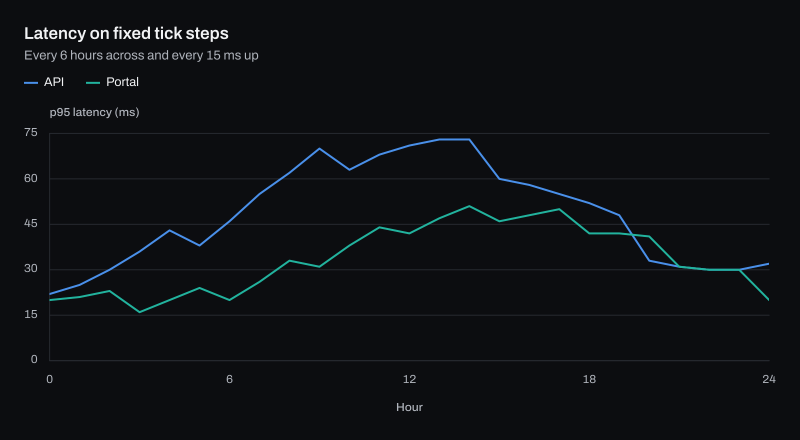 Latency on fixed tick steps
Every 6 hours across and every 15 ms up
API Portal
p95 latency (ms)
75
60
45
30
15
0
0 6 12 18 24
Hour